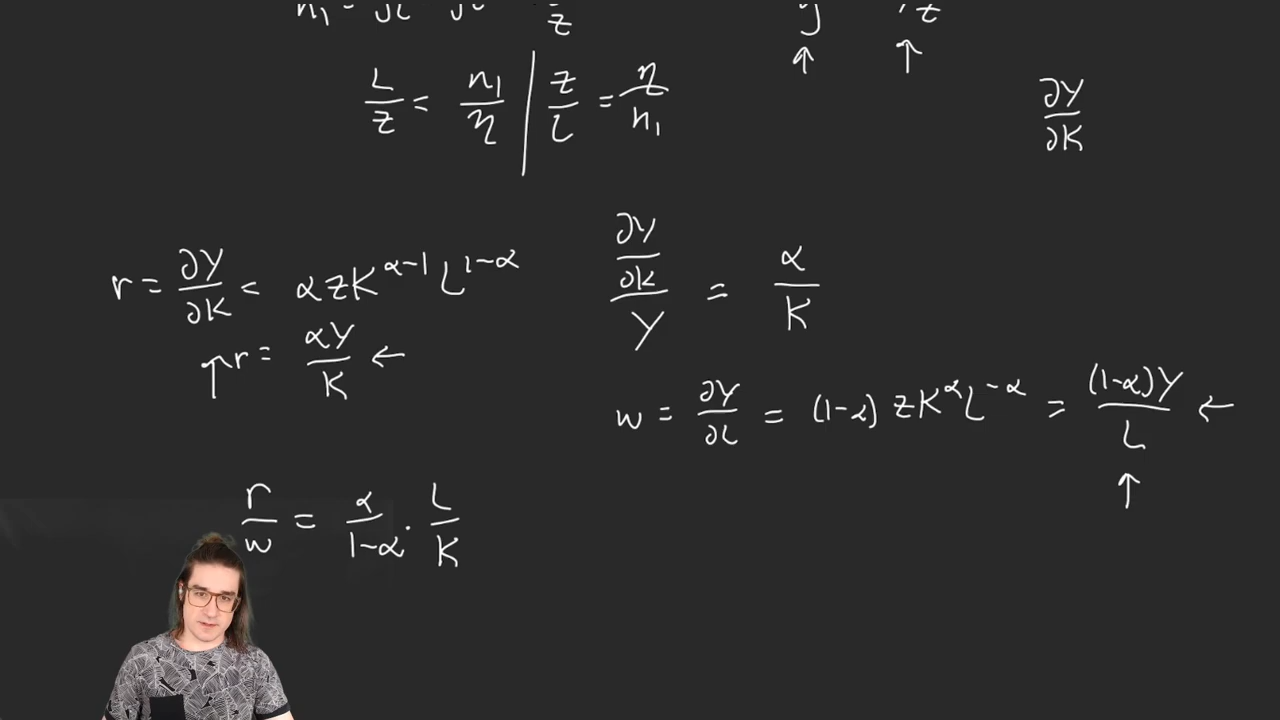 L/z = n₁/η | z/L = η/n₁
∂Y/∂K
r = ∂Y/∂K = αzK^(α-1) L^(1-α)
(∂Y/∂K)/Y = α/K
↑r = αY/K ←
w = ∂Y/∂L = (1-α) zK^α L^(-α) = (1-α)Y/L ←
↑
r/w = α/(1-α) · L/K